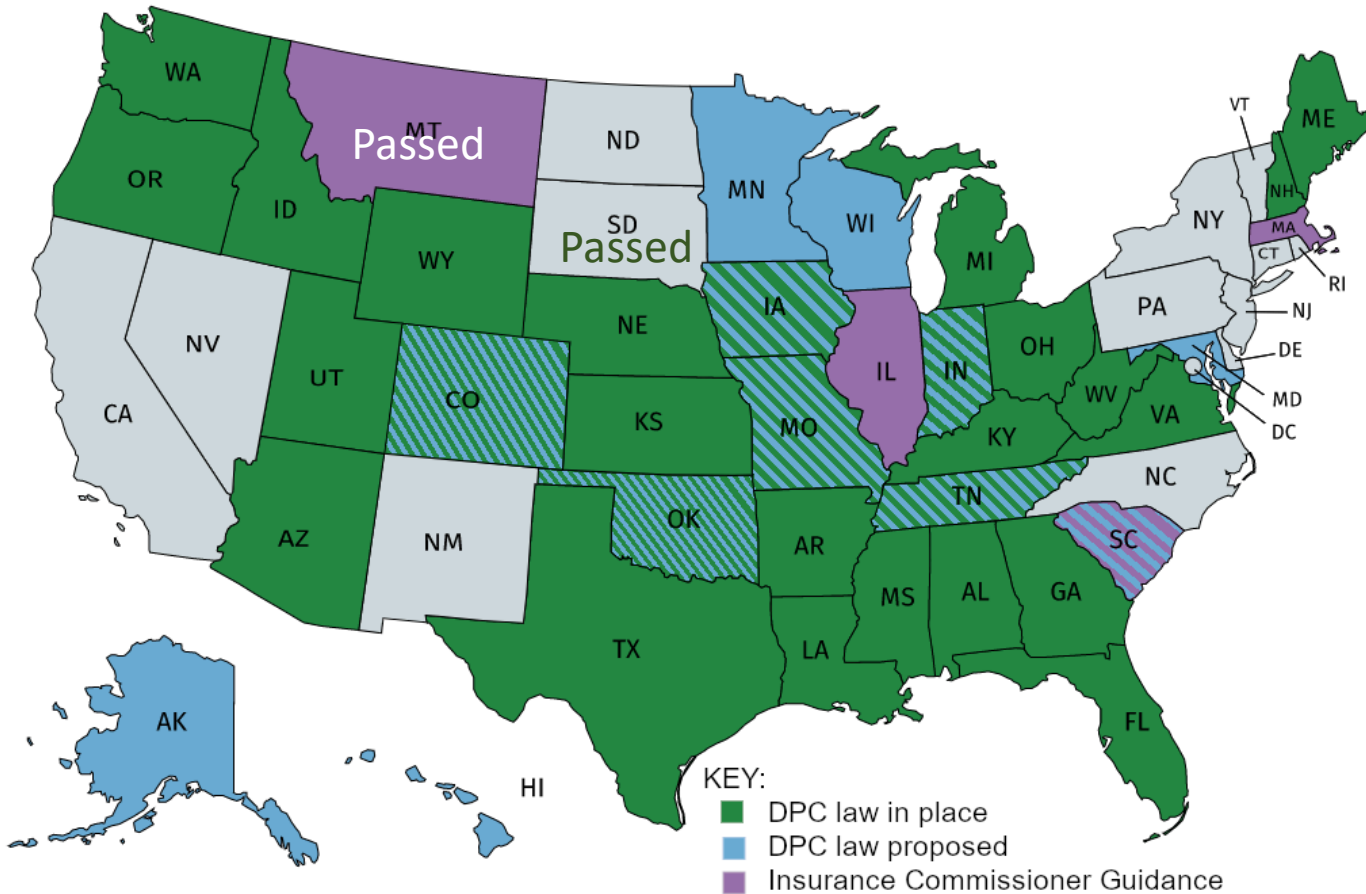 WA
MT
Passed
ND
MN
VT
ME
OR
ID
SD
Passed
WI
NY
NH
MA
CT
RI
WY
MI
PA
NJ
IA
NE
NV
OH
DE
UT
CO
IL
IN
MD
CA
KS
MO
WV
VA
DC
KY
NC
TN
OK
AZ
NM
AR
SC
MS
AL
GA
TX
LA
FL
AK
HI
KEY:
DPC law in place
DPC law proposed
Insurance Commissioner Guidance